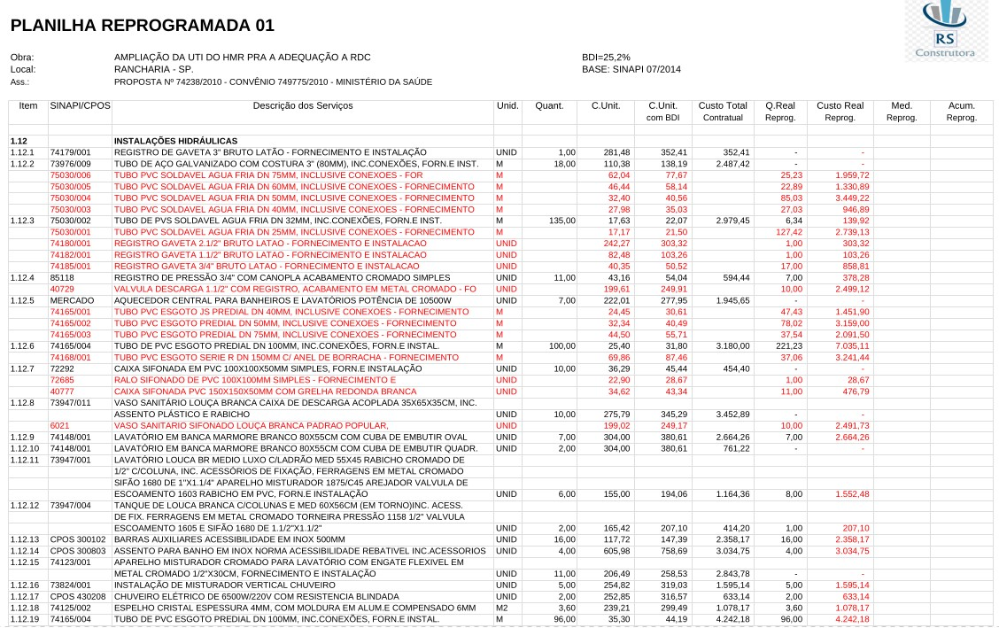 PLANILHA REPROGRAMADA 01
RS
Construtora
Obra: AMPLIAÇÃO DA UTI DO HMR PRA A ADEQUAÇÃO A RDC BDI=25,2%
Local: RANCHARIA - SP. BASE: SINAPI 07/2014
Ass.: PROPOSTA Nº 74238/2010 - CONVÊNIO 749775/2010 - MINISTÉRIO DA SAÚDE
Item SINAPI/CPOS Descrição dos Serviços Unid. Quant. C.Unit. C.Unit. Custo Total Q.Real Custo Real Med. Acum.
com BDI Contratual Reprog. Reprog. Reprog. Reprog.
1.12 INSTALAÇÕES HIDRÁULICAS
1.12.1 74179/001 REGISTRO DE GAVETA 3" BRUTO LATÃO - FORNECIMENTO E INSTALAÇÃO UNID 1,00 281,48 352,41 352,41 - -
1.12.2 73976/009 TUBO DE AÇO GALVANIZADO COM COSTURA 3" (80MM), INC.CONEXÕES, FORN.E INST. M 18,00 110,38 138,19 2.487,42 - -
75030/006 TUBO PVC SOLDAVEL AGUA FRIA DN 75MM, INCLUSIVE CONEXOES - FOR M 62,04 77,67 25,23 1.959,72
75030/005 TUBO PVC SOLDAVEL AGUA FRIA DN 60MM, INCLUSIVE CONEXOES - FORNECIMENTO M 46,44 58,14 22,89 1.330,89
75030/004 TUBO PVC SOLDAVEL AGUA FRIA DN 50MM, INCLUSIVE CONEXOES - FORNECIMENTO M 32,40 40,56 85,03 3.449,22
75030/003 TUBO PVC SOLDAVEL AGUA FRIA DN 40MM, INCLUSIVE CONEXOES - FORNECIMENTO M 27,98 35,03 27,03 946,89
1.12.3 75030/002 TUBO DE PVS SOLDAVEL AGUA FRIA DN 32MM, INC.CONEXÕES, FORN.E INST. M 135,00 17,63 22,07 2.979,45 6,34 139,92
75030/001 TUBO PVC SOLDAVEL AGUA FRIA DN 25MM, INCLUSIVE CONEXOES - FORNECIMENTO M 17,17 21,50 127,42 2.739,13
74180/001 REGISTRO GAVETA 2.1/2" BRUTO LATAO - FORNECIMENTO E INSTALACAO UNID 242,27 303,32 1,00 303,32
74182/001 REGISTRO GAVETA 1.1/2" BRUTO LATAO - FORNECIMENTO E INSTALACAO UNID 82,48 103,26 1,00 103,26
74185/001 REGISTRO GAVETA 3/4" BRUTO LATAO - FORNECIMENTO E INSTALACAO UNID 40,35 50,52 17,00 858,81
1.12.4 85118 REGISTRO DE PRESSÃO 3/4" COM CANOPLA ACABAMENTO CROMADO SIMPLES UNID 11,00 43,16 54,04 594,44 7,00 378,28
40729 VALVULA DESCARGA 1.1/2" COM REGISTRO, ACABAMENTO EM METAL CROMADO - FO UNID 199,61 249,91 10,00 2.499,12
1.12.5 MERCADO AQUECEDOR CENTRAL PARA BANHEIROS E LAVATÓRIOS POTÊNCIA DE 10500W UNID 7,00 222,01 277,95 1.945,65 - -
74165/001 TUBO PVC ESGOTO JS PREDIAL DN 40MM, INCLUSIVE CONEXOES - FORNECIMENTO M 24,45 30,61 47,43 1.451,90
74165/002 TUBO PVC ESGOTO PREDIAL DN 50MM, INCLUSIVE CONEXOES - FORNECIMENTO M 32,34 40,49 78,02 3.159,00
74165/003 TUBO PVC ESGOTO PREDIAL DN 75MM, INCLUSIVE CONEXOES - FORNECIMENTO M 44,50 55,71 37,54 2.091,50
1.12.6 74165/004 TUBO DE PVC ESGOTO PREDIAL DN 100MM, INC.CONEXÕES, FORN.E INSTAL. M 100,00 25,40 31,80 3.180,00 221,23 7.035,11
74168/001 TUBO PVC ESGOTO SERIE R DN 150MM C/ ANEL DE BORRACHA - FORNECIMENTO M 69,86 87,46 37,06 3.241,44
1.12.7 72292 CAIXA SIFONADA EM PVC 100X100X50MM SIMPLES, FORN.E INSTALAÇÃO UNID 10,00 36,29 45,44 454,40 - -
72685 RALO SIFONADO DE PVC 100X100MM SIMPLES - FORNECIMENTO E UNID 22,90 28,67 1,00 28,67
40777 CAIXA SIFONADA PVC 150X150X50MM COM GRELHA REDONDA BRANCA UNID 34,62 43,34 11,00 476,79
1.12.8 73947/011 VASO SANITÁRIO LOUÇA BRANCA CAIXA DE DESCARGA ACOPLADA 35X65X35CM, INC.
ASSENTO PLÁSTICO E RABICHO UNID 10,00 275,79 345,29 3.452,89 - -
6021 VASO SANITARIO SIFONADO LOUÇA BRANCA PADRAO POPULAR, UNID 199,02 249,17 10,00 2.491,73
1.12.9 74148/001 LAVATÓRIO EM BANCA MARMORE BRANCO 80X55CM COM CUBA DE EMBUTIR OVAL UNID 7,00 304,00 380,61 2.664,26 7,00 2.664,26
1.12.10 74148/001 LAVATÓRIO EM BANCA MARMORE BRANCO 80X55CM COM CUBA DE EMBUTIR QUADR. UNID 2,00 304,00 380,61 761,22 - -
1.12.11 73947/001 LAVATÓRIO LOUCA BR MEDIO LUXO C/LADRÃO MED 55X45 RABICHO CROMADO DE
1/2" C/COLUNA, INC. ACESSÓRIOS DE FIXAÇÃO, FERRAGENS EM METAL CROMADO
SIFÃO 1680 DE 1"X1.1/4" APARELHO MISTURADOR 1875/C45 AREJADOR VALVULA DE
ESCOAMENTO 1603 RABICHO EM PVC, FORN.E INSTALAÇÃO UNID 6,00 155,00 194,06 1.164,36 8,00 1.552,48
1.12.12 73947/004 TANQUE DE LOUCA BRANCA C/COLUNAS E MED 60X56CM (EM TORNO)INC. ACESS.
DE FIX. FERRAGENS EM METAL CROMADO TORNEIRA PRESSÃO 1158 1/2" VALVULA
ESCOAMENTO 1605 E SIFÃO 1680 DE 1.1/2"X1.1/2" UNID 2,00 165,42 207,10 414,20 1,00 207,10
1.12.13 CPOS 300102 BARRAS AUXILIARES ACESSIBILIDADE EM INOX 500MM UNID 16,00 117,72 147,39 2.358,17 16,00 2.358,17
1.12.14 CPOS 300803 ASSENTO PARA BANHO EM INOX NORMA ACESSIBILIDADE REBATIVEL INC.ACESSORIOS UNID 4,00 605,98 758,69 3.034,75 4,00 3.034,75
1.12.15 74123/001 APARELHO MISTURADOR CROMADO PARA LAVATÓRIO COM ENGATE FLEXIVEL EM
METAL CROMADO 1/2"X30CM, FORNECIMENTO E INSTALAÇÃO UNID 11,00 206,49 258,53 2.843,78 - -
1.12.16 73824/001 INSTALAÇÃO DE MISTURADOR VERTICAL CHUVEIRO UNID 5,00 254,82 319,03 1.595,14 5,00 1.595,14
1.12.17 CPOS 430208 CHUVEIRO ELÉTRICO DE 6500W/220V COM RESISTENCIA BLINDADA UNID 2,00 252,85 316,57 633,14 2,00 633,14
1.12.18 74125/002 ESPELHO CRISTAL ESPESSURA 4MM, COM MOLDURA EM ALUM.E COMPENSADO 6MM M2 3,60 239,21 299,49 1.078,17 3,60 1.078,17
1.12.19 74165/004 TUBO DE PVC ESGOTO PREDIAL DN 100MM, INC.CONEXÕES, FORN.E INSTAL. M 96,00 35,30 44,19 4.242,18 96,00 4.242,18